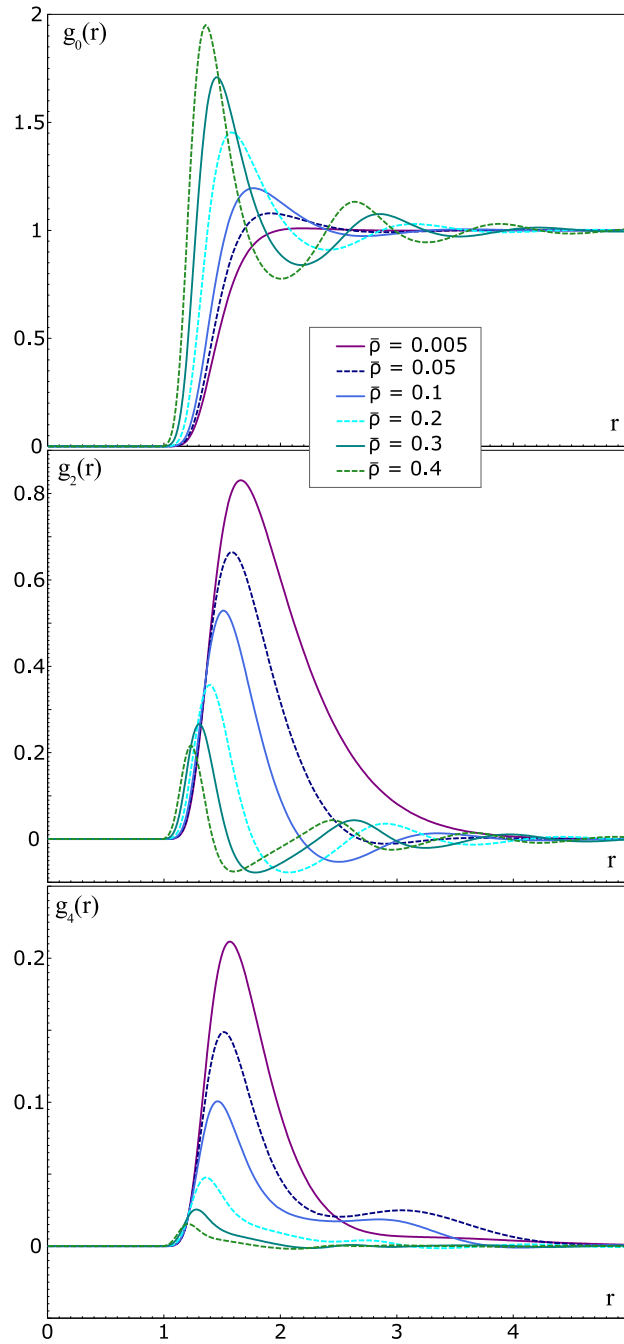 2
g₀(r)
1.5
1
0.5
0
r
ρ̄ = 0.005
ρ̄ = 0.05
ρ̄ = 0.1
ρ̄ = 0.2
ρ̄ = 0.3
ρ̄ = 0.4
g₂(r)
0.8
0.6
0.4
0.2
0
r
g₄(r)
0.2
0.1
0
r
0 1 2 3 4